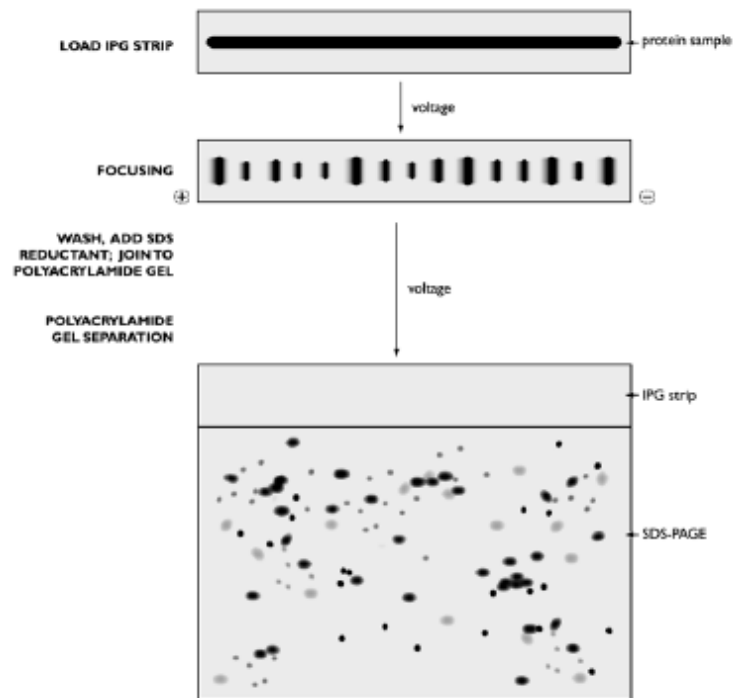 LOAD IPG STRIP
protein sample
voltage
FOCUSING
+
−
WASH, ADD SDS
REDUCTANT; JOIN TO
POLYACRYLAMIDE GEL
voltage
POLYACRYLAMIDE
GEL SEPARATION
IPG strip
SDS-PAGE